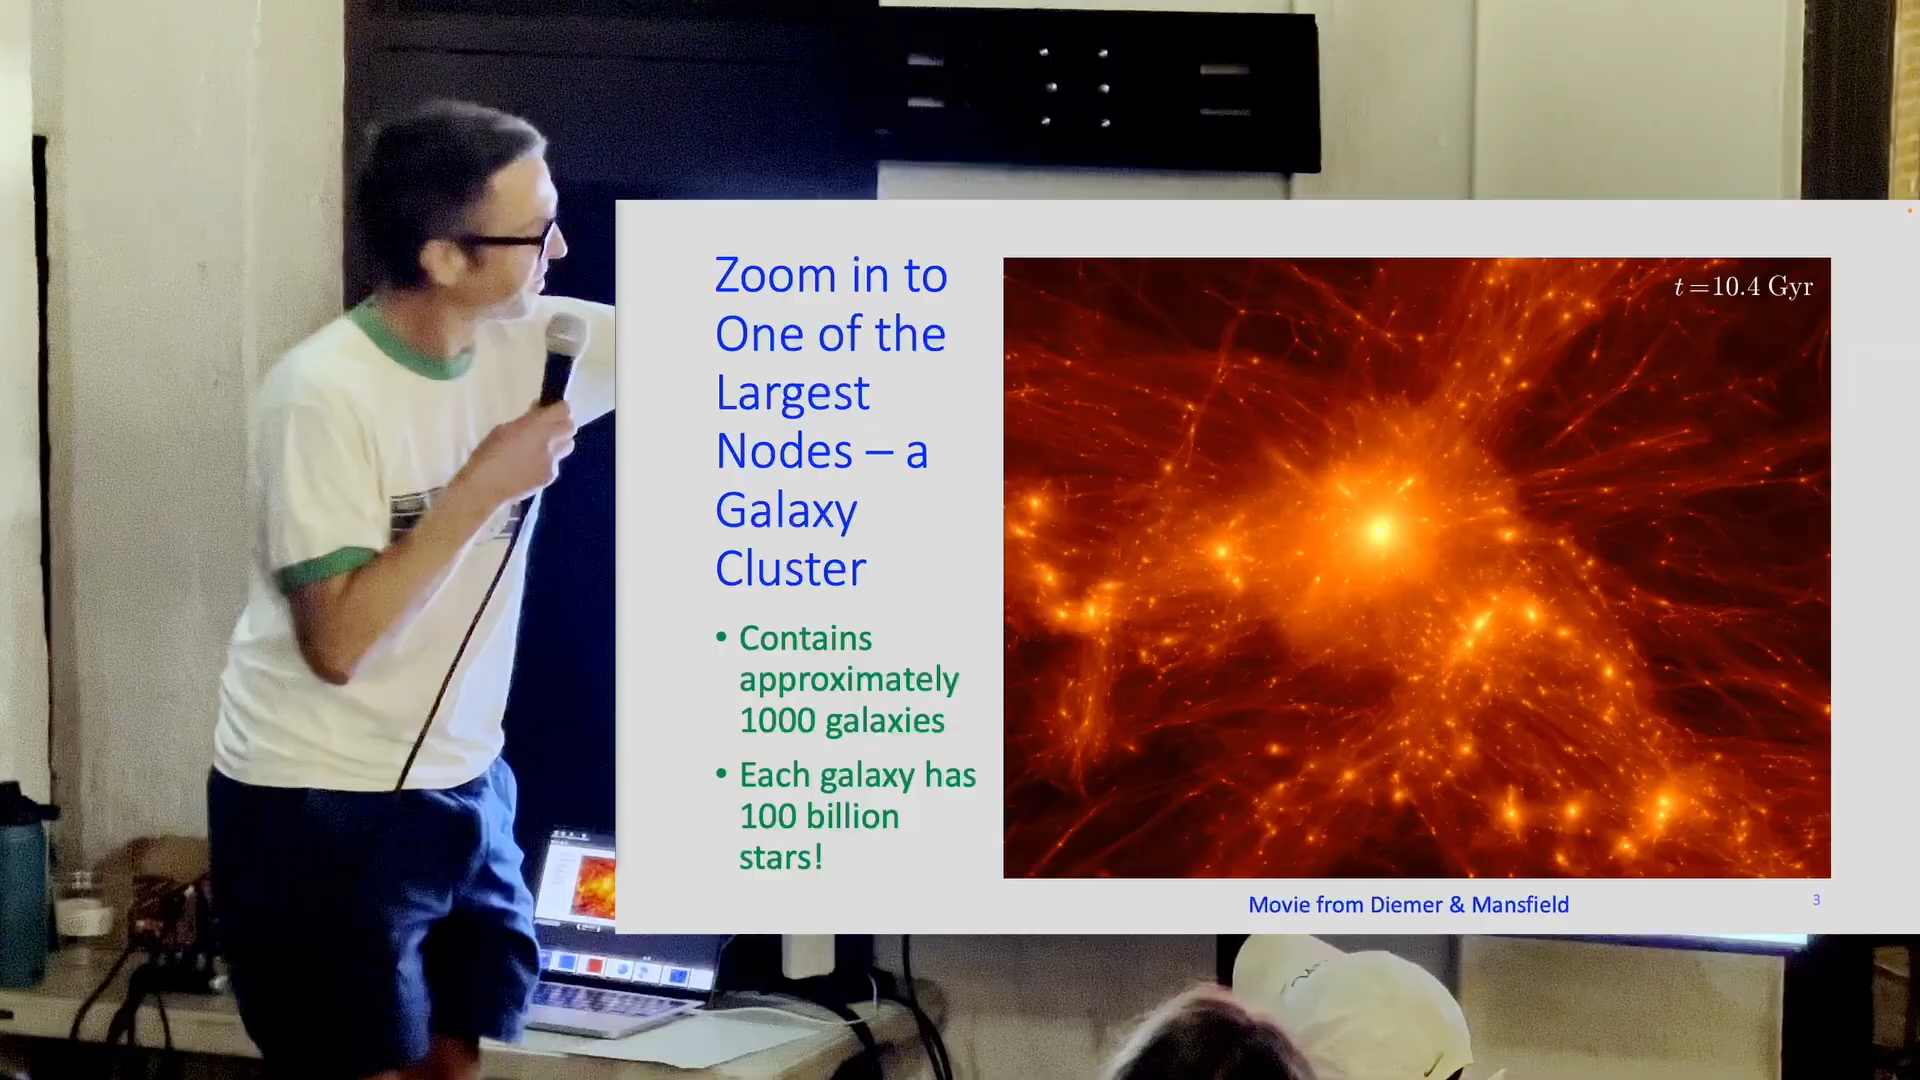 Zoom in to
One of the
Largest
Nodes – a
Galaxy
Cluster
• Contains
approximately
1000 galaxies
• Each galaxy has
100 billion
stars!
t = 10.4 Gyr
Movie from Diemer & Mansfield
3